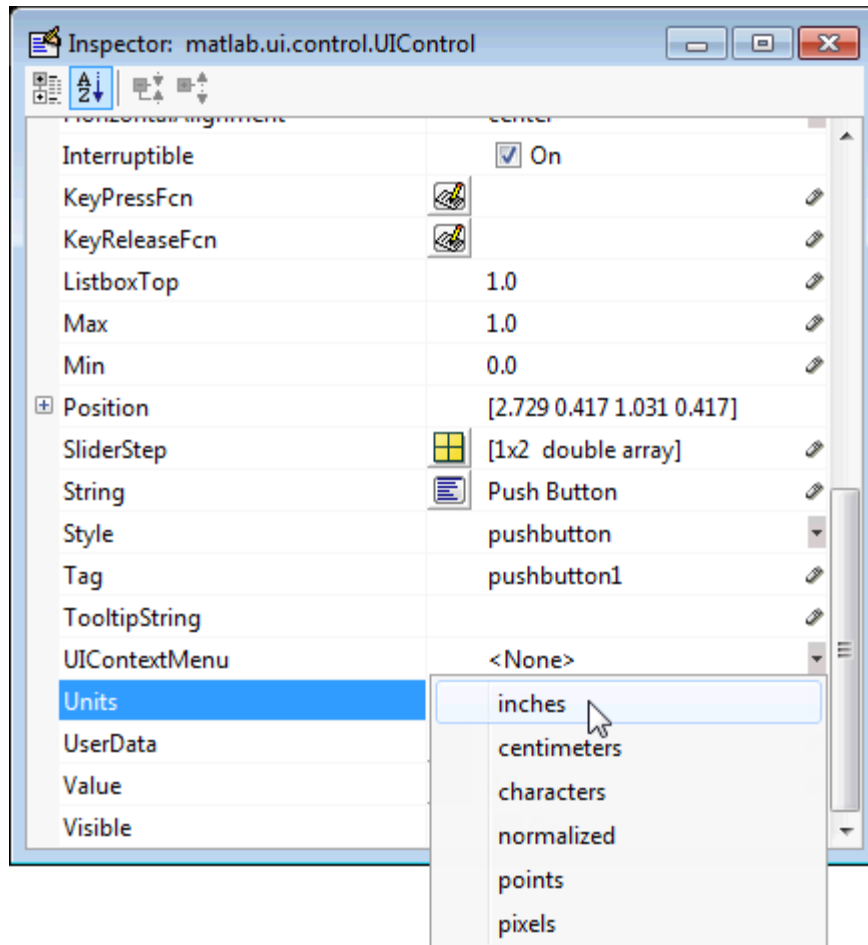 Inspector: matlab.ui.control.UIControl
HorizontalAlignment center
Interruptible On
KeyPressFcn
KeyReleaseFcn
ListboxTop 1.0
Max 1.0
Min 0.0
Position [2.729 0.417 1.031 0.417]
SliderStep [1x2 double array]
String Push Button
Style pushbutton
Tag pushbutton1
TooltipString
UIContextMenu <None>
Units inches
UserData centimeters
Value characters
Visible normalized
points
pixels